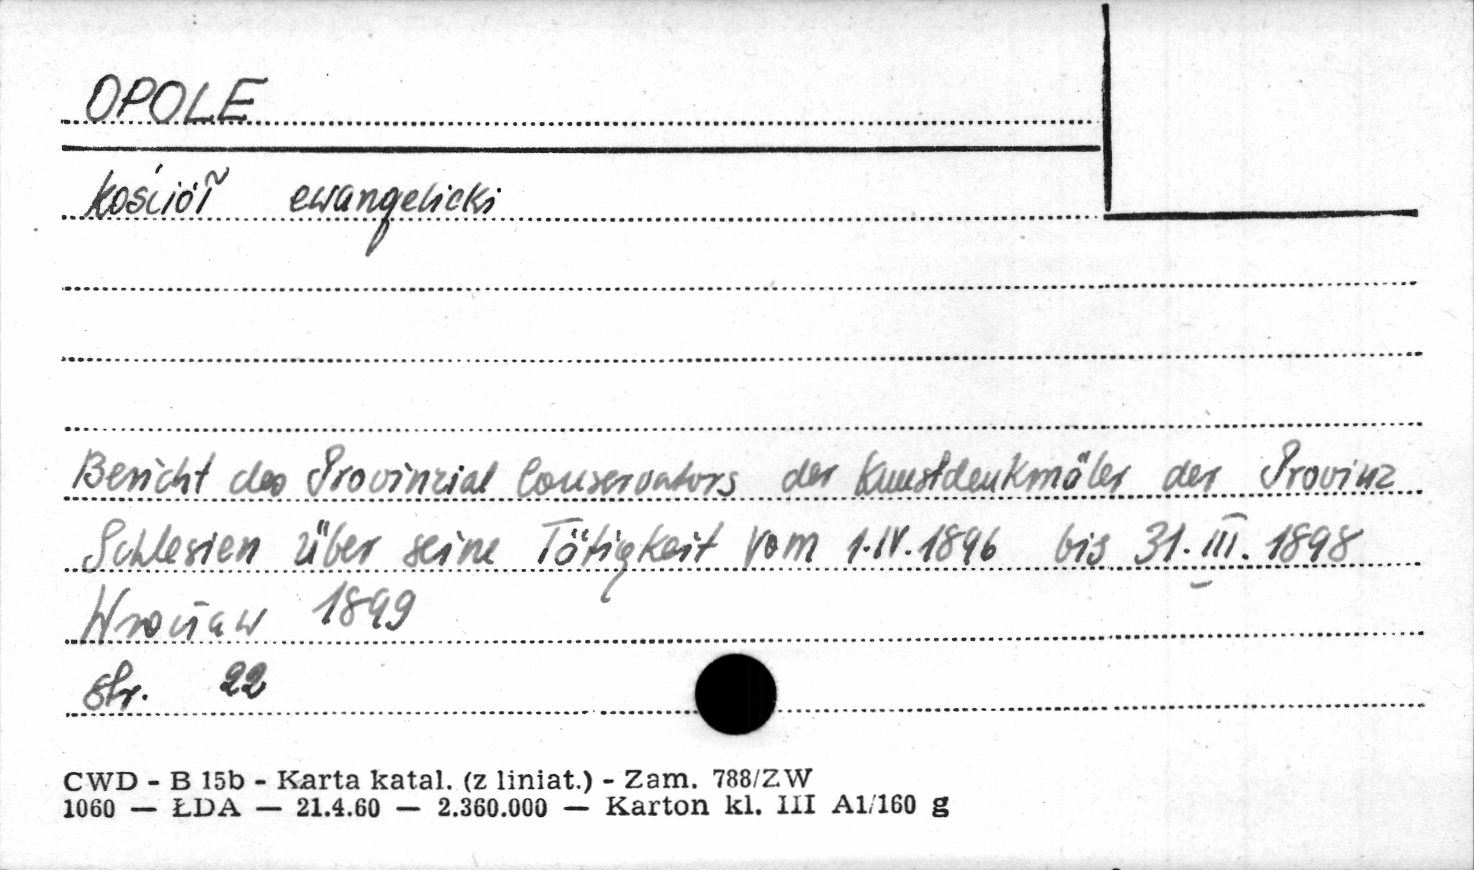 OPOLE
kościół ewangelicki
Bericht des Provinzial Conservators der Kunstdenkmäler der Provinz
Schlesien über seine Tätigkeit vom 1.IV.1896 bis 31.III.1898
Wrocław 1899
str. 22
CWD - B 15b - Karta katal. (z liniat.) - Zam. 788/ZW
1060 — ŁDA — 21.4.60 — 2.360.000 — Karton kl. III A1/160 g